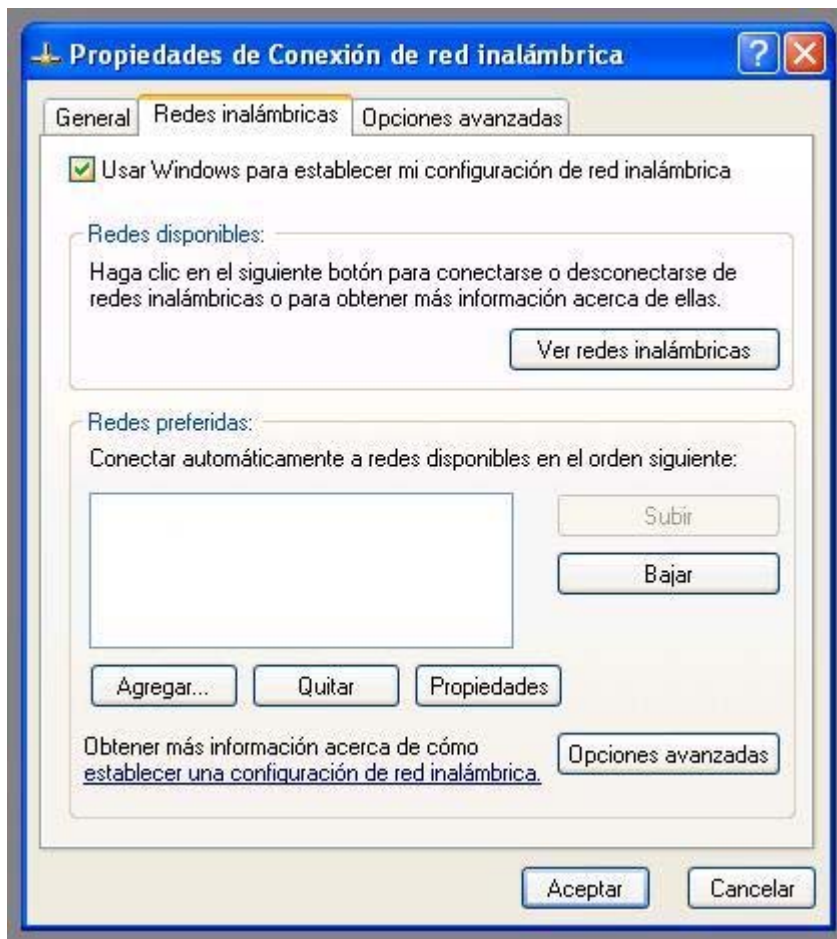 Propiedades de Conexión de red inalámbrica
General
Redes inalámbricas
Opciones avanzadas
Usar Windows para establecer mi configuración de red inalámbrica
Redes disponibles:
Haga clic en el siguiente botón para conectarse o desconectarse de
redes inalámbricas o para obtener más información acerca de ellas.
Ver redes inalámbricas
Redes preferidas:
Conectar automáticamente a redes disponibles en el orden siguiente:
Subir
Bajar
Agregar...
Quitar
Propiedades
Obtener más información acerca de cómo
establecer una configuración de red inalámbrica.
Opciones avanzadas
Aceptar
Cancelar